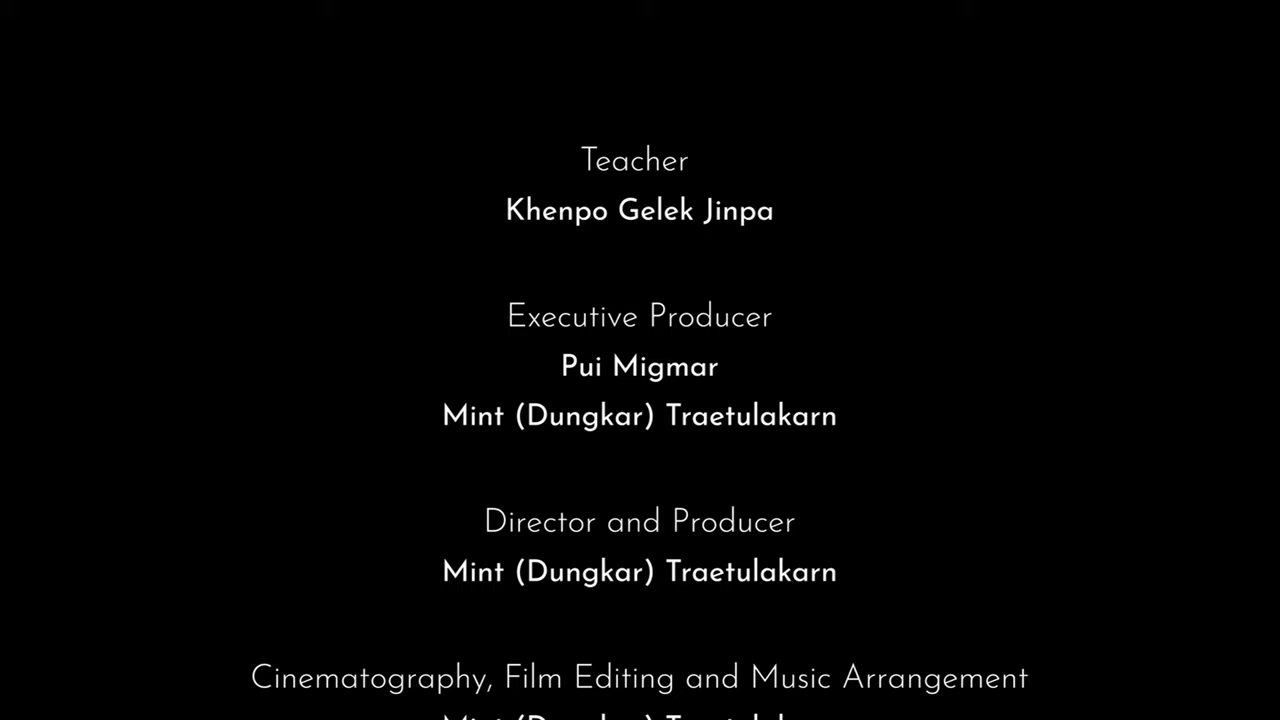 Teacher
Khenpo Gelek Jinpa
Executive Producer
Pui Migmar
Mint (Dungkar) Traetulakarn
Director and Producer
Mint (Dungkar) Traetulakarn
Cinematography, Film Editing and Music Arrangement